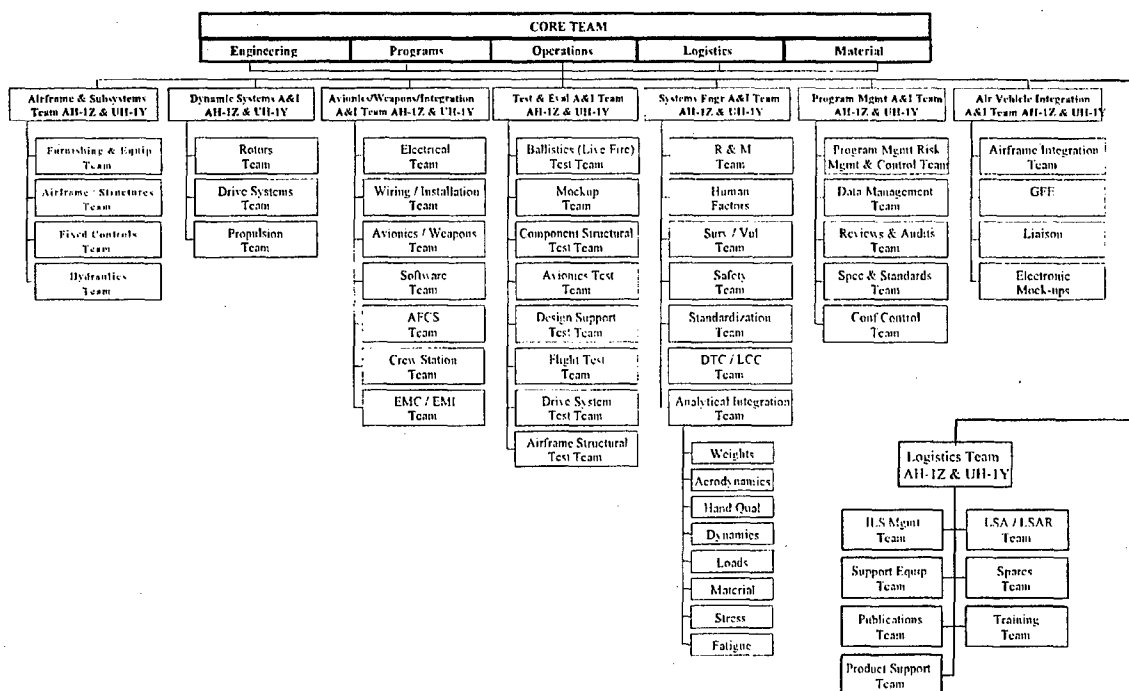 CORE TEAM
Engineering
Programs
Operations
Logistics
Material
Airframe & Subsystems
Team AH-1Z & UH-1Y
Furnishing & Equip
Team
Airframe / Structures
Team
Fixed Controls
Team
Hydraulics
Team
Dynamic Systems A&I
AH-1Z & UH-1Y
Rotors
Team
Drive Systems
Team
Propulsion
Team
Avionics/Weapons/Integration
A&I Team AH-1Z & UH-1Y
Electrical
Team
Wiring / Installation
Team
Avionics / Weapons
Team
Software
Team
AFCS
Team
Crew Station
Team
EMC / EMI
Team
Test & Eval A&I Team
AH-1Z & UH-1Y
Ballistics (Live Fire)
Test Team
Mockup
Team
Component Structural
Test Team
Avionics Test
Team
Design Support
Test Team
Flight Test
Team
Drive System
Test Team
Airframe Structural
Test Team
Systems Engr A&I Team
AH-1Z & UH-1Y
R & M
Team
Human
Factors
Surv / Vul
Team
Safety
Team
Standardization
Team
DTC / LCC
Team
Analytical Integration
Team
Weights
Aerodynamics
Hand Qual
Dynamics
Loads
Material
Stress
Fatigue
Program Mgmt A&I Team
AH-1Z & UH-1Y
Program Mgmt Risk
Mgmt & Control Team
Data Management
Team
Reviews & Audits
Team
Spec & Standards
Team
Conf Control
Team
Air Vehicle Integration
A&I Team AH-1Z & UH-1Y
Airframe Integration
Team
GFE
Liaison
Electronic
Mock-ups
Logistics Team
AH-1Z & UH-1Y
ILS Mgmt
Team
LSA / LSAR
Team
Support Equip
Team
Spares
Team
Publications
Team
Training
Team
Product Support
Team